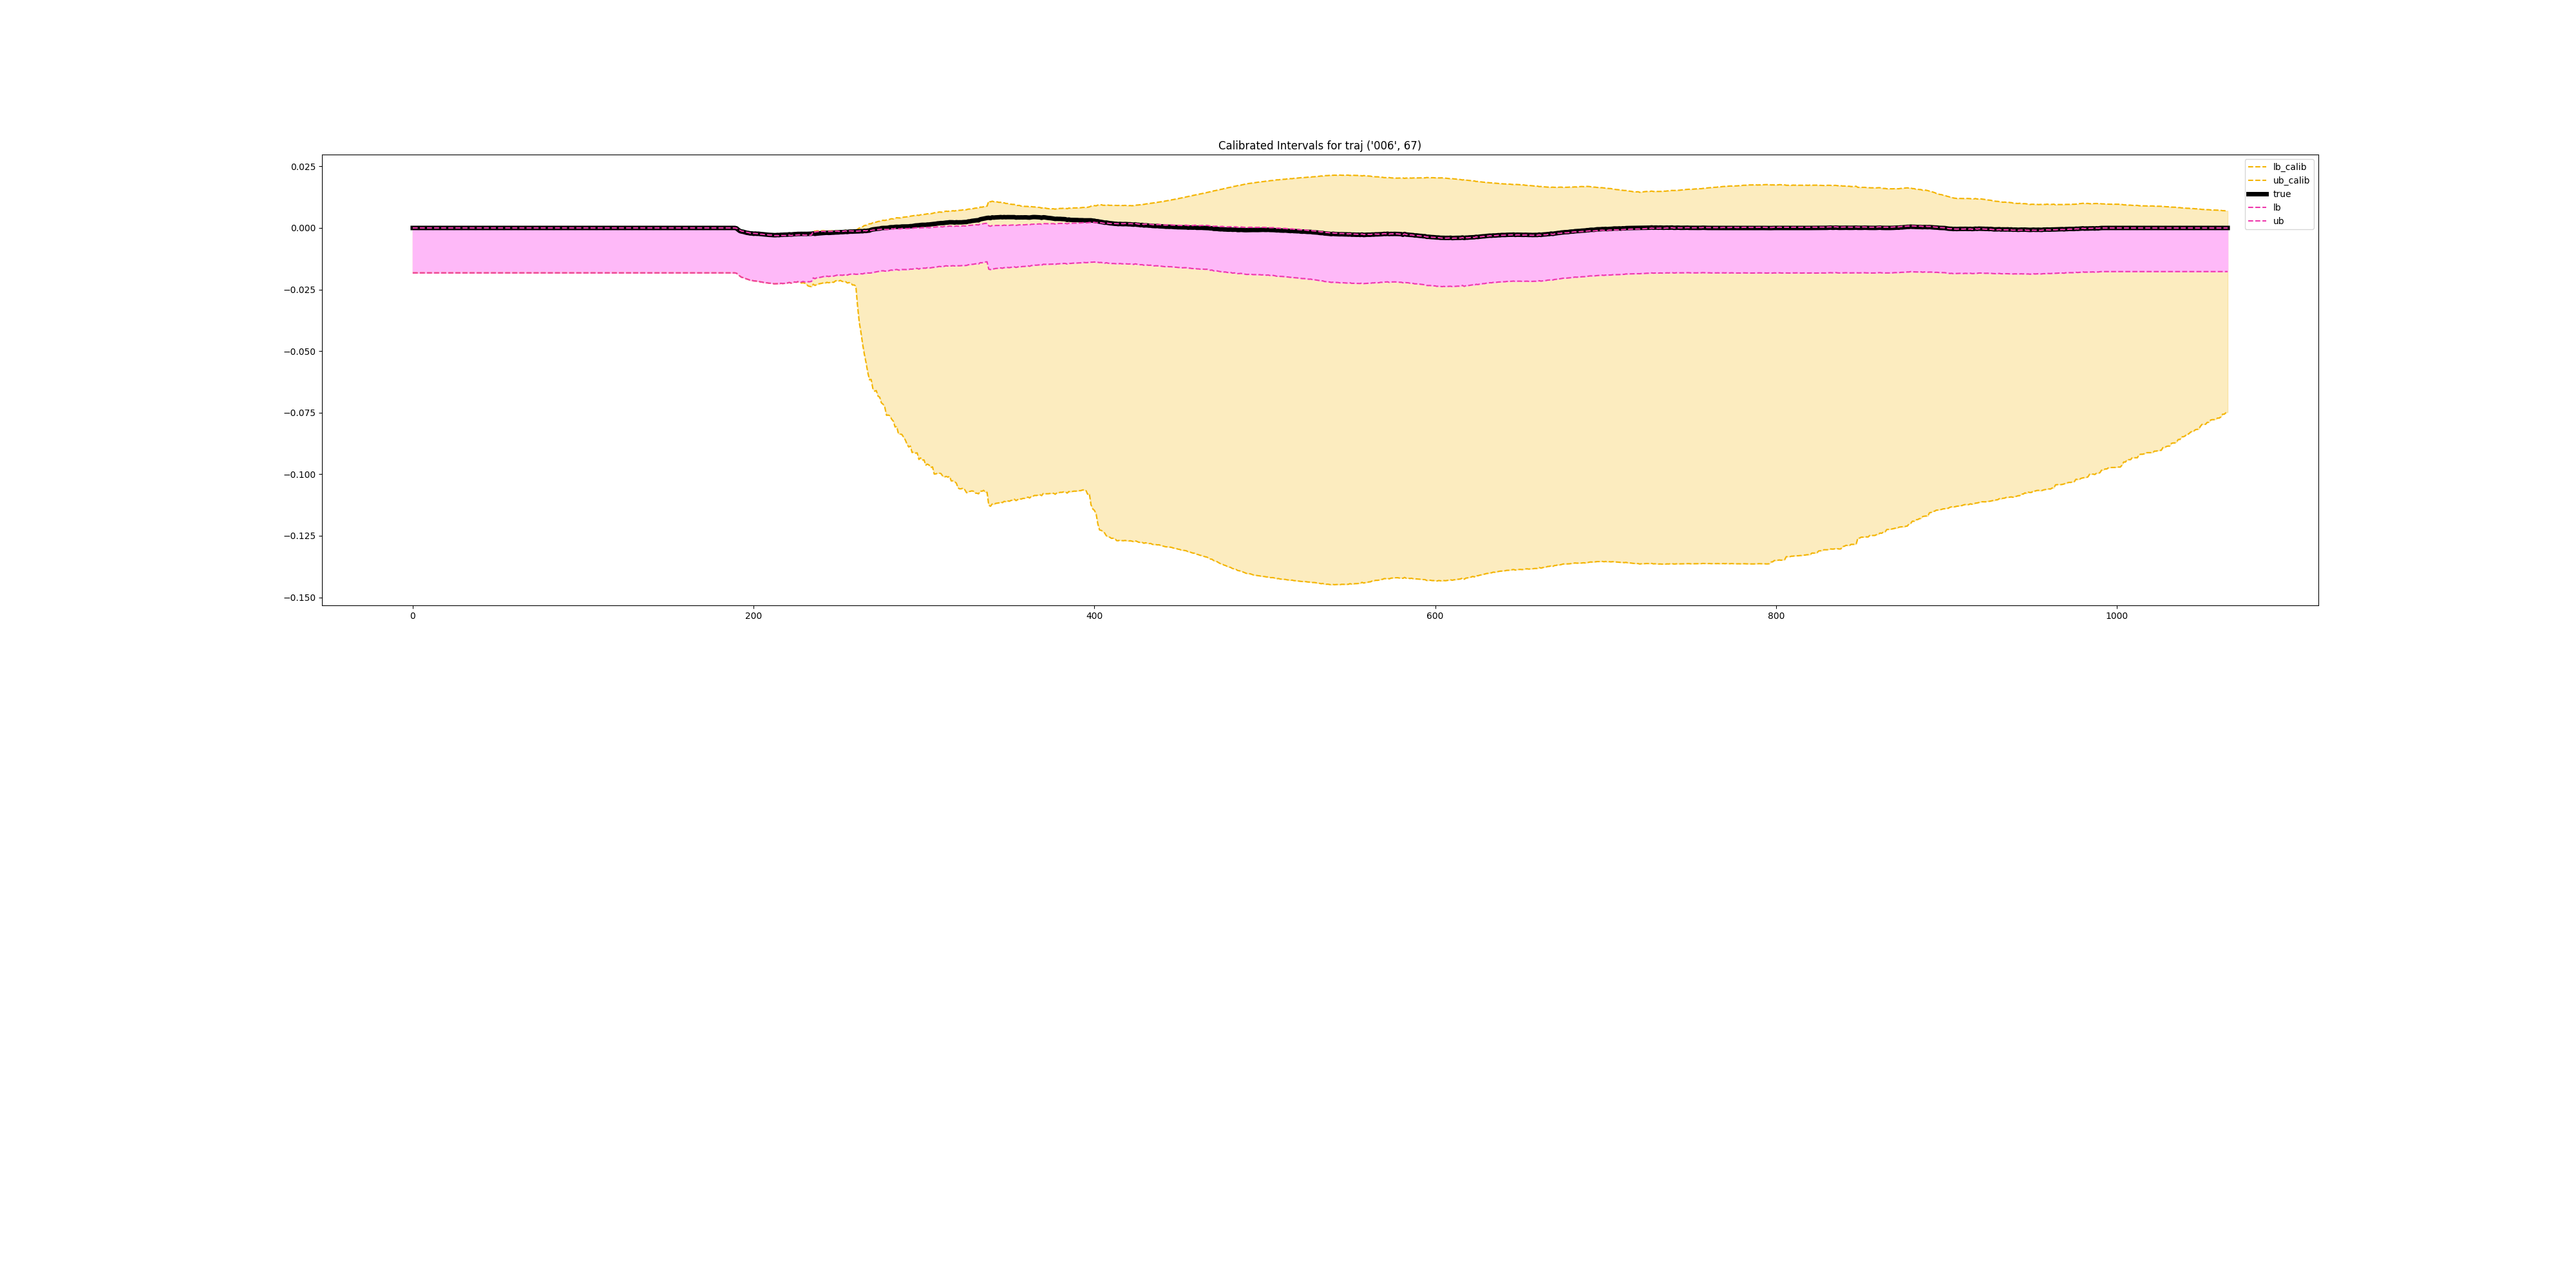 Calibrated Intervals for traj ('006', 67)
0.025
0.000
−0.025
−0.050
−0.075
−0.100
−0.125
−0.150
0 200 400 600 800 1000
lb_calib
ub_calib
true
lb
ub